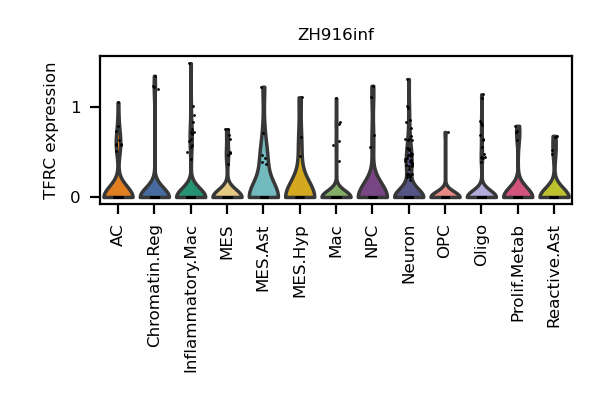 ZH916inf
TFRC expression
1
0
AC
Chromatin.Reg
Inflammatory.Mac
MES
MES.Ast
MES.Hyp
Mac
NPC
Neuron
OPC
Oligo
Prolif.Metab
Reactive.Ast